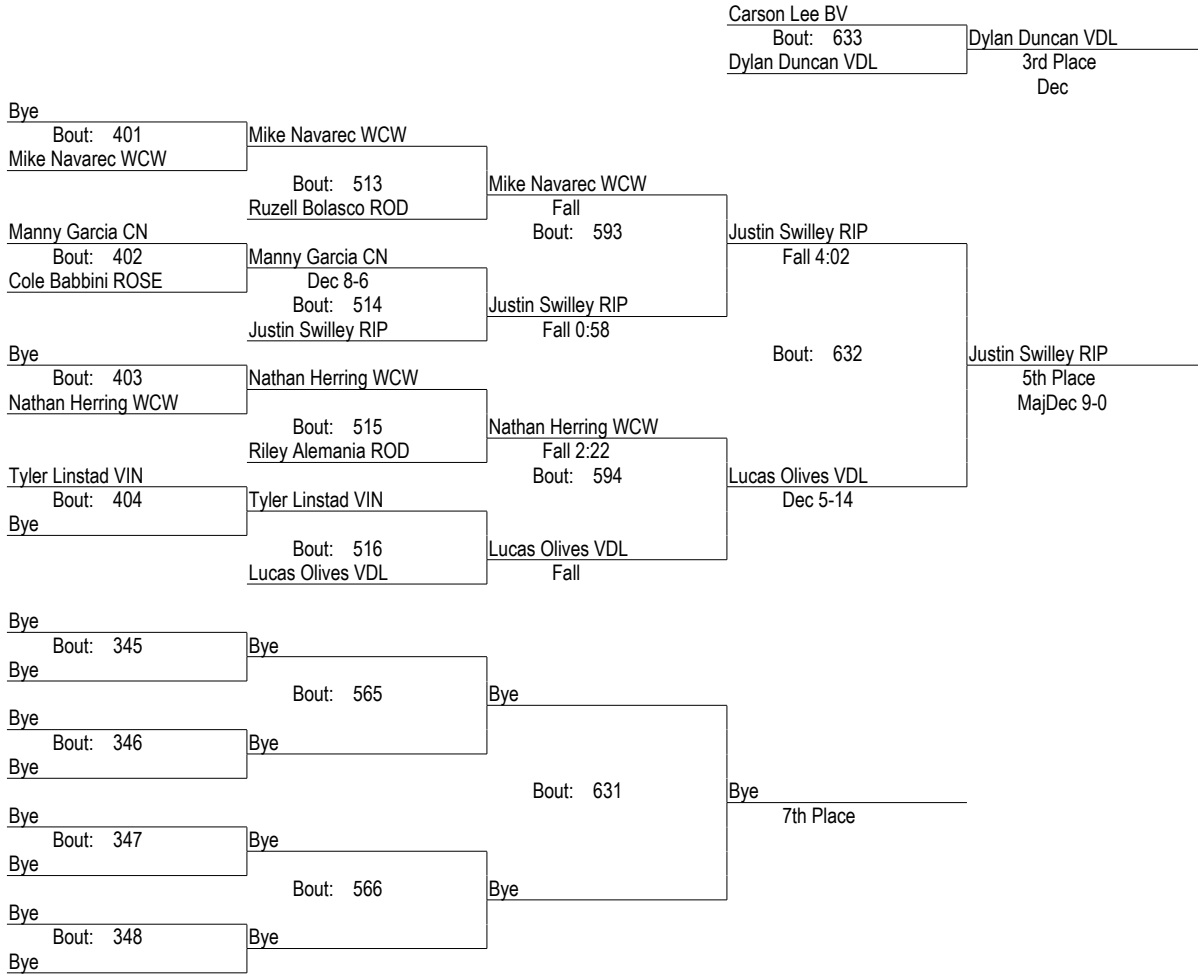 Carson Lee BV
Bout: 633
Dylan Duncan VDL
Dylan Duncan VDL
3rd Place
Dec
Bye
Bout: 401
Mike Navarec WCW
Mike Navarec WCW
Bout: 513
Ruzell Bolasco ROD
Mike Navarec WCW
Fall
Bout: 593
Manny Garcia CN
Bout: 402
Cole Babbini ROSE
Manny Garcia CN
Dec 8-6
Bout: 514
Justin Swilley RIP
Justin Swilley RIP
Fall 0:58
Justin Swilley RIP
Fall 4:02
Bout: 632
Justin Swilley RIP
5th Place
MajDec 9-0
Bye
Bout: 403
Nathan Herring WCW
Nathan Herring WCW
Bout: 515
Riley Alemania ROD
Nathan Herring WCW
Fall 2:22
Bout: 594
Tyler Linstad VIN
Bout: 404
Bye
Tyler Linstad VIN
Bout: 516
Lucas Olives VDL
Lucas Olives VDL
Fall
Lucas Olives VDL
Dec 5-14
Bye
Bout: 345
Bye
Bye
Bout: 565
Bye
Bye
Bout: 346
Bye
Bye
Bout: 631
Bye
7th Place
Bye
Bout: 347
Bye
Bye
Bout: 566
Bye
Bye
Bout: 348
Bye
Bye